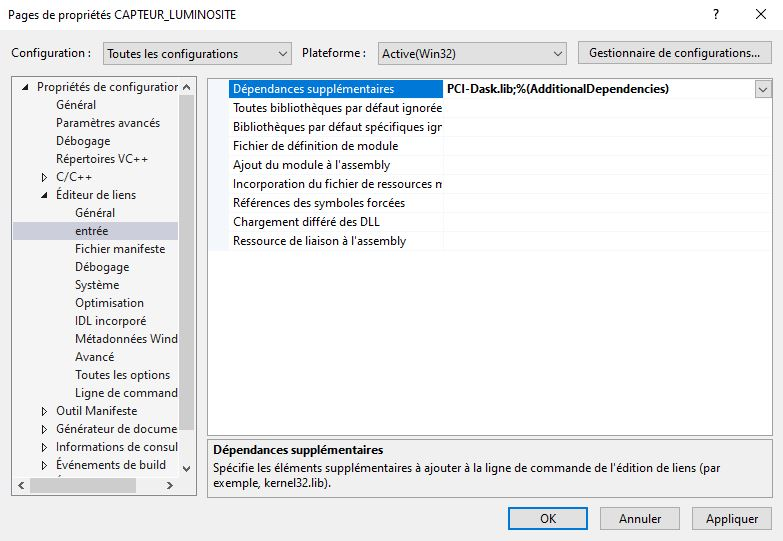 Pages de propriétés CAPTEUR_LUMINOSITE
Configuration : Toutes les configurations Plateforme : Active(Win32) Gestionnaire de configurations...
Propriétés de configuration
Général
Paramètres avancés
Débogage
Répertoires VC++
C/C++
Éditeur de liens
Général
entrée
Fichier manifeste
Débogage
Système
Optimisation
IDL incorporé
Métadonnées Wind
Avancé
Toutes les options
Ligne de command
Outil Manifeste
Générateur de docume
Informations de consul
Événements de build
Dépendances supplémentaires PCI-Dask.lib;%(AdditionalDependencies)
Toutes bibliothèques par défaut ignorée
Bibliothèques par défaut spécifiques igr
Fichier de définition de module
Ajout du module à l'assembly
Incorporation du fichier de ressources m
Références des symboles forcées
Chargement différé des DLL
Ressource de liaison à l'assembly
Dépendances supplémentaires
Spécifie les éléments supplémentaires à ajouter à la ligne de commande de l'édition de liens (par
exemple, kernel32.lib).
OK Annuler Appliquer